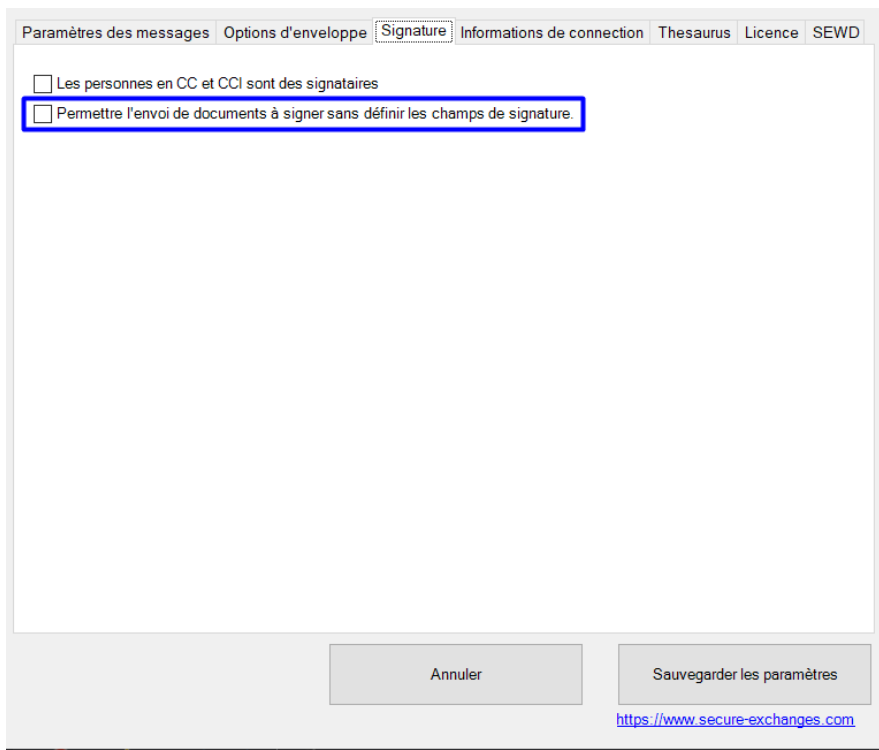 Paramètres des messages Options d'enveloppe Signature Informations de connection Thesaurus Licence SEWD
Les personnes en CC et CCI sont des signataires
Permettre l'envoi de documents à signer sans définir les champs de signature.
Annuler Sauvegarder les paramètres
https://www.secure-exchanges.com